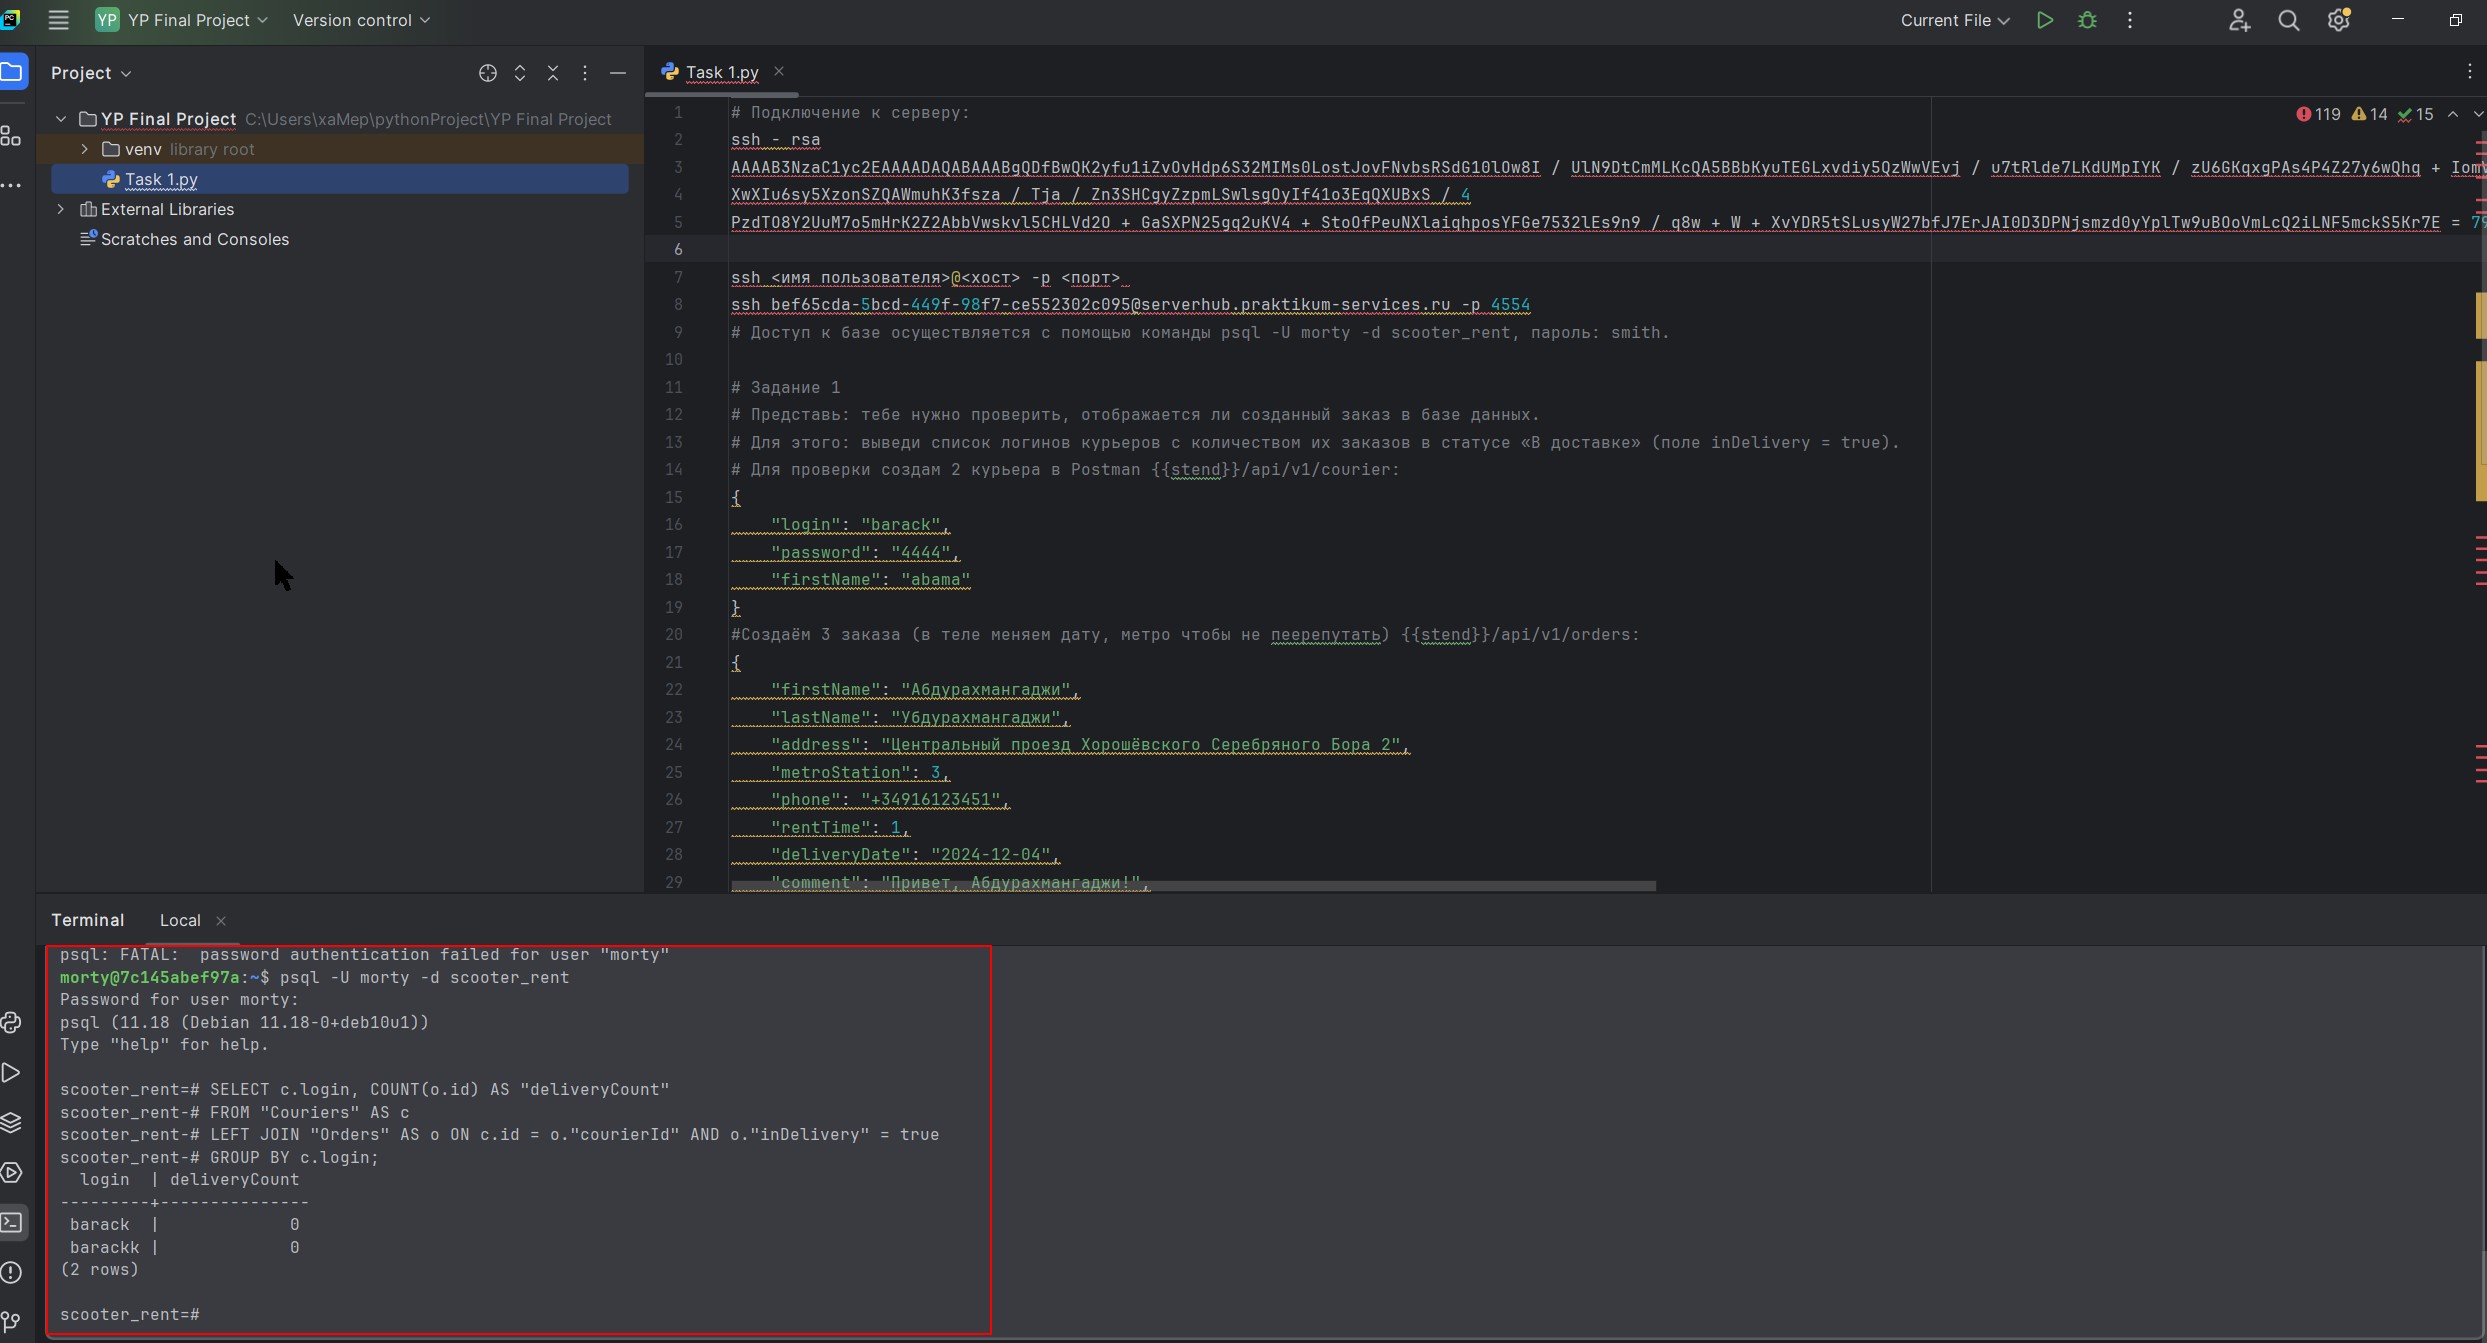 YP YP Final Project Version control Current File
Project
Task 1.py
YP Final Project C:\Users\xaMep\pythonProject\YP Final Project
venv library root
Task 1.py
External Libraries
Scratches and Consoles
119 14 15
1 # Подключение к серверу:
2 ssh - rsa
3 AAAAB3NzaC1yc2EAAAADAQABAAABgQDfBwQK2yfu1iZvOvHdp6S32MIMs0LostJovFNvbsRSdG10lOw8I / UlN9DtCmMLKcQA5BBbKyuTEGLxvdiy5QzWwVEvj / u7tRlde7LKdUMpIYK / zU6GKqxgPAs4P4Z27y6wQhq +
4 XwXIu6sy5XzonSZQAWmuhK3fsza / Tja / Zn3SHCgyZzpmLSwlsgOyIf41o3EqQXUBxS / 4
5 PzdTO8Y2UuM7o5mHrK2Z2AbbVwskvl5CHLVd2O + GaSXPN25gq2uKV4 + StoOfPeuNXlaiqhposYFGe7532lEs9n9 / q8w + W + XvYDR5tSLusyW27bfJ7ErJAI0D3DPNjsmzd0yYplTw9uBOoVmLcQ2iLNF5mckS5Kr7E =
6
7 ssh <имя пользователя>@<хост> -p <порт>
8 ssh bef65cda-5bcd-449f-98f7-ce552302c095@serverhub.praktikum-services.ru -p 4554
9 # Доступ к базе осуществляется с помощью команды psql -U morty -d scooter_rent, пароль: smith.
10
11 # Задание 1
12 # Представь: тебе нужно проверить, отображается ли созданный заказ в базе данных.
13 # Для этого: выведи список логинов курьеров с количеством их заказов в статусе «В доставке» (поле inDelivery = true).
14 # Для проверки создам 2 курьера в Postman {{stend}}/api/v1/courier:
15 {
16 "login": "barack",
17 "password": "4444",
18 "firstName": "abama"
19 }
20 #Создаём 3 заказа (в теле меняем дату, метро чтобы не пеерепутать) {{stend}}/api/v1/orders:
21 {
22 "firstName": "Абдурахмангаджи",
23 "lastName": "Убдурахмангаджи",
24 "address": "Центральный проезд Хорошёвского Серебряного Бора 2",
25 "metroStation": 3,
26 "phone": "+34916123451",
27 "rentTime": 1,
28 "deliveryDate": "2024-12-04",
29 "comment": "Привет, Абдурахмангаджи!",
Terminal Local
psql: FATAL:  password authentication failed for user "morty"
morty@7c145abef97a:~$ psql -U morty -d scooter_rent
Password for user morty:
psql (11.18 (Debian 11.18-0+deb10u1))
Type "help" for help.
scooter_rent=# SELECT c.login, COUNT(o.id) AS "deliveryCount"
scooter_rent-# FROM "Couriers" AS c
scooter_rent-# LEFT JOIN "Orders" AS o ON c.id = o."courierId" AND o."inDelivery" = true
scooter_rent-# GROUP BY c.login;
login | deliveryCount
---------+---------------
barack | 0
barackk | 0
(2 rows)
scooter_rent=#